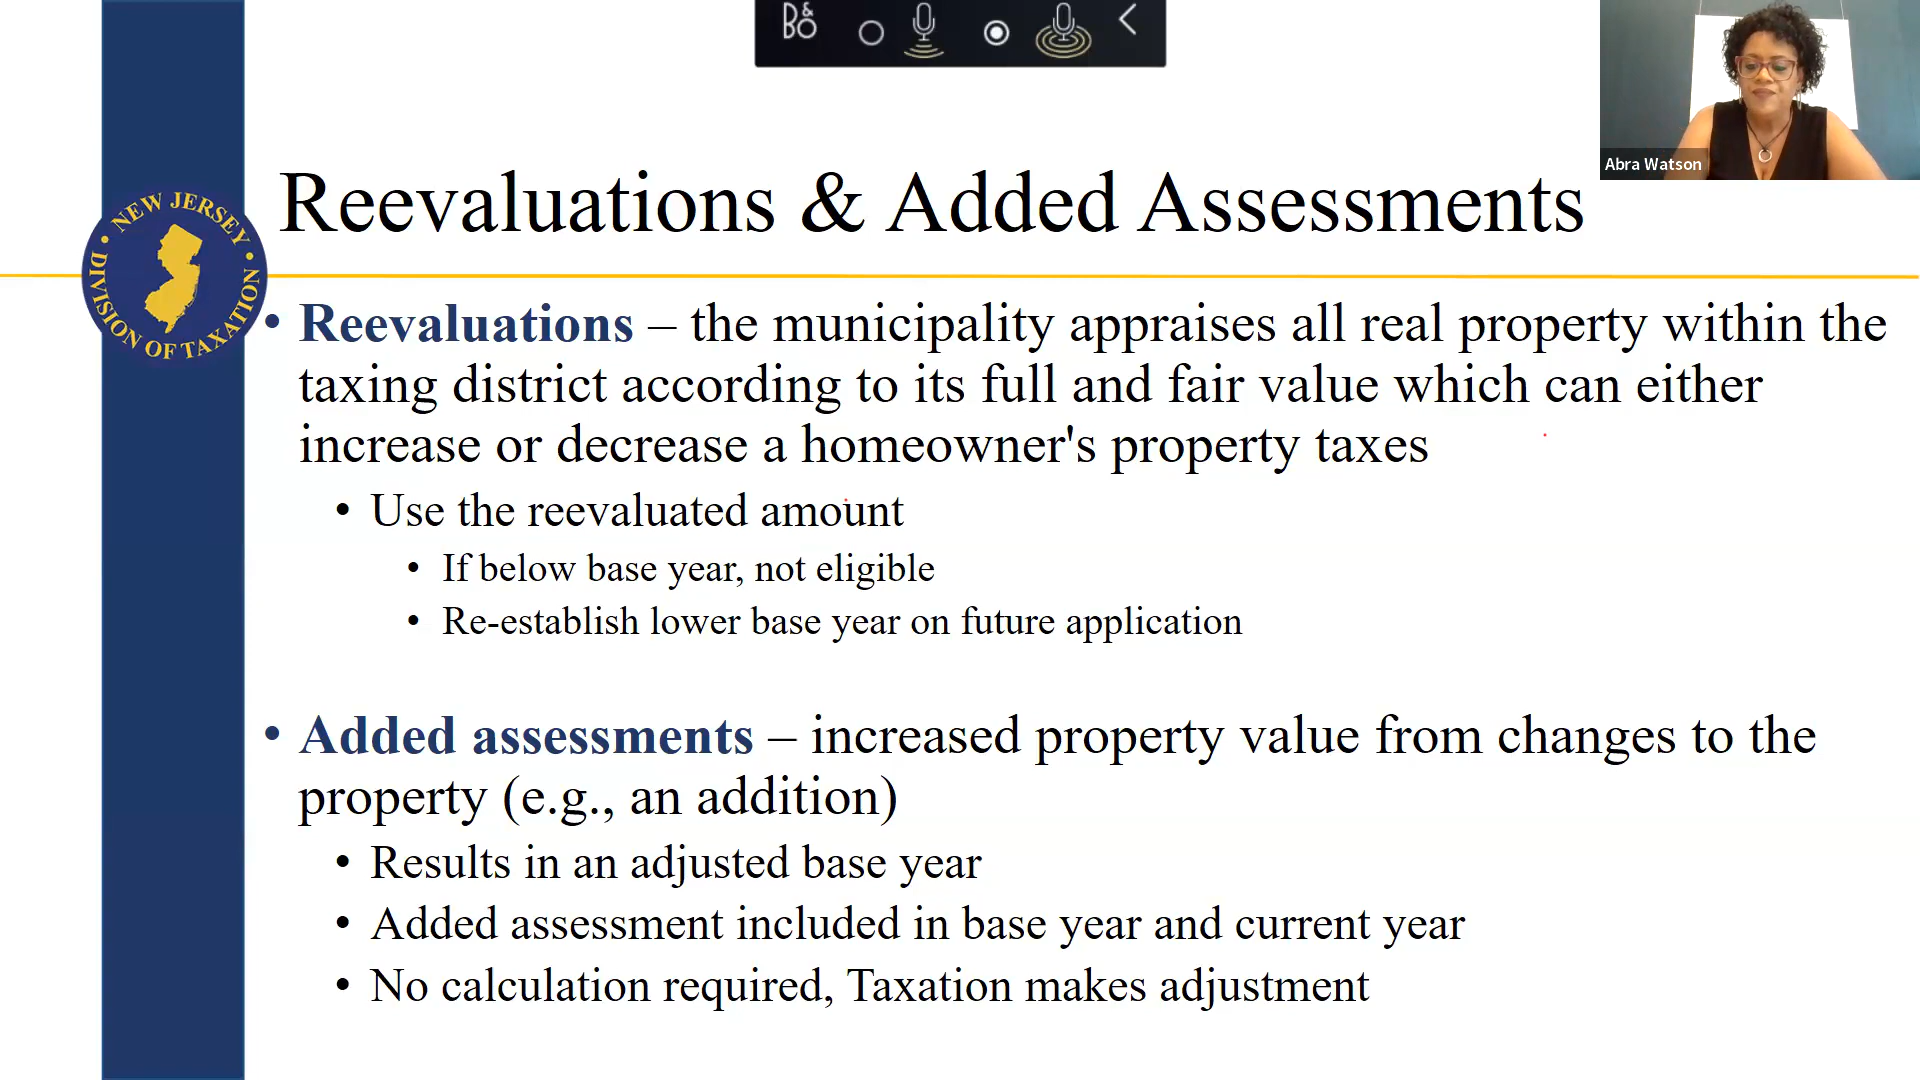 B&O
Abra Watson
Reevaluations & Added Assessments
NEW JERSEY
DIVISION OF TAXATION
• Reevaluations – the municipality appraises all real property within the
taxing district according to its full and fair value which can either
increase or decrease a homeowner's property taxes
• Use the reevaluated amount
• If below base year, not eligible
• Re-establish lower base year on future application
• Added assessments – increased property value from changes to the
property (e.g., an addition)
• Results in an adjusted base year
• Added assessment included in base year and current year
• No calculation required, Taxation makes adjustment